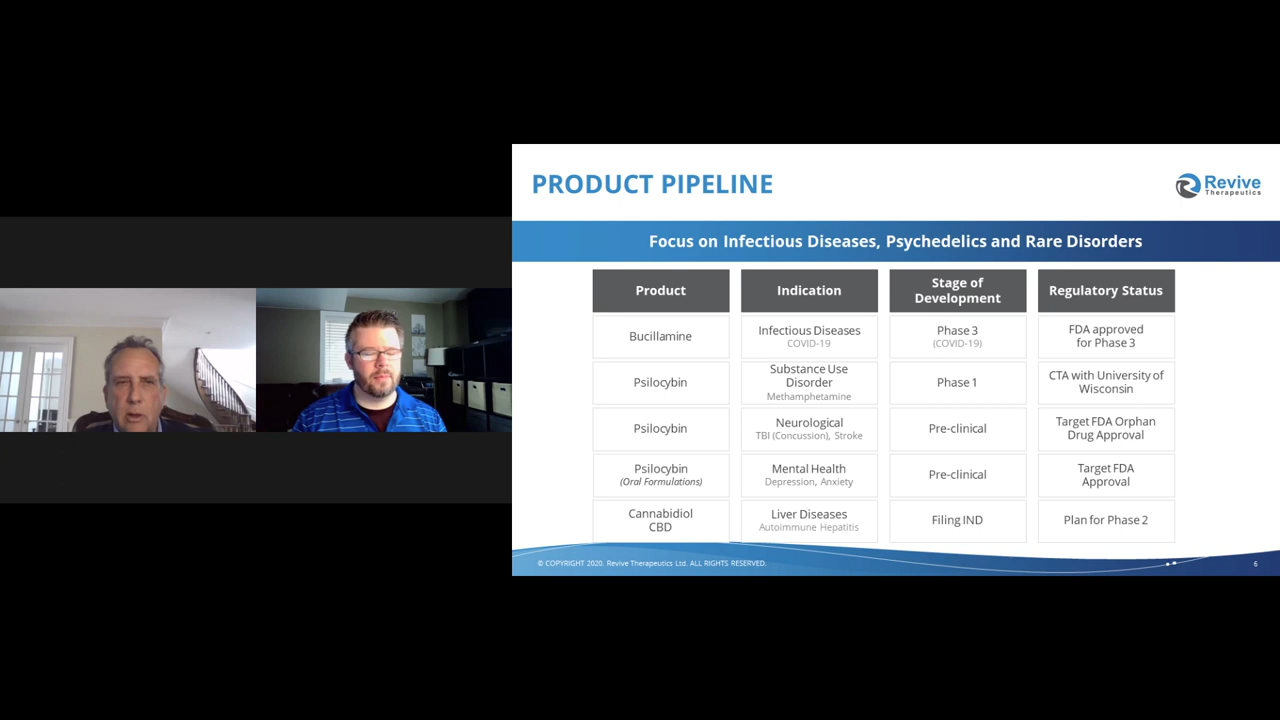 PRODUCT PIPELINE
Revive
Therapeutics
Focus on Infectious Diseases, Psychedelics and Rare Disorders
Product
Indication
Stage of
Development
Regulatory Status
Bucillamine
Infectious Diseases
COVID-19
Phase 3
(COVID-19)
FDA approved
for Phase 3
Psilocybin
Substance Use
Disorder
Methamphetamine
Phase 1
CTA with University of
Wisconsin
Psilocybin
Neurological
TBI (Concussion), Stroke
Pre-clinical
Target FDA Orphan
Drug Approval
Psilocybin
(Oral Formulations)
Mental Health
Depression, Anxiety
Pre-clinical
Target FDA
Approval
Cannabidiol
CBD
Liver Diseases
Autoimmune Hepatitis
Filing IND
Plan for Phase 2
© COPYRIGHT 2020. Revive Therapeutics Ltd. ALL RIGHTS RESERVED.
6